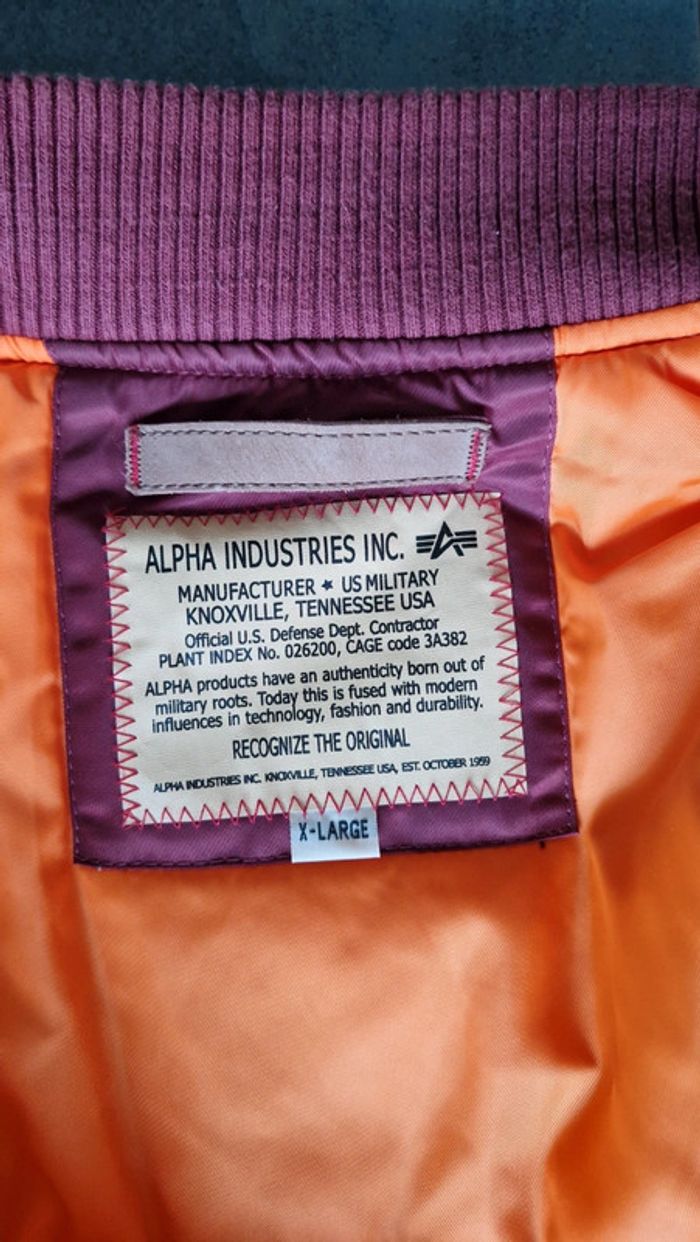 ALPHA INDUSTRIES INC.
MANUFACTURER ★ US MILITARY
KNOXVILLE, TENNESSEE USA
Official U.S. Defense Dept. Contractor
PLANT INDEX No. 026200, CAGE code 3A382
ALPHA products have an authenticity born out of
military roots. Today this is fused with modern
influences in technology, fashion and durability.
RECOGNIZE THE ORIGINAL
ALPHA INDUSTRIES INC. KNOXVILLE, TENNESSEE USA, EST. OCTOBER 1959
X-LARGE